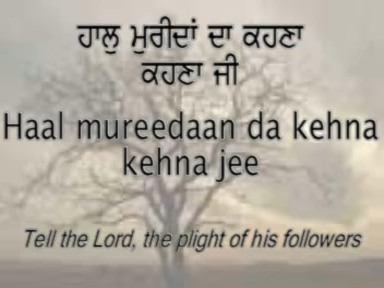 ਹਾਲੁ ਮੁਰੀਦਾਂ ਦਾ ਕਹਣਾ
ਕਹਣਾ ਜੀ
Haal mureedaan da kehna
kehna jee
Tell the Lord, the plight of his followers